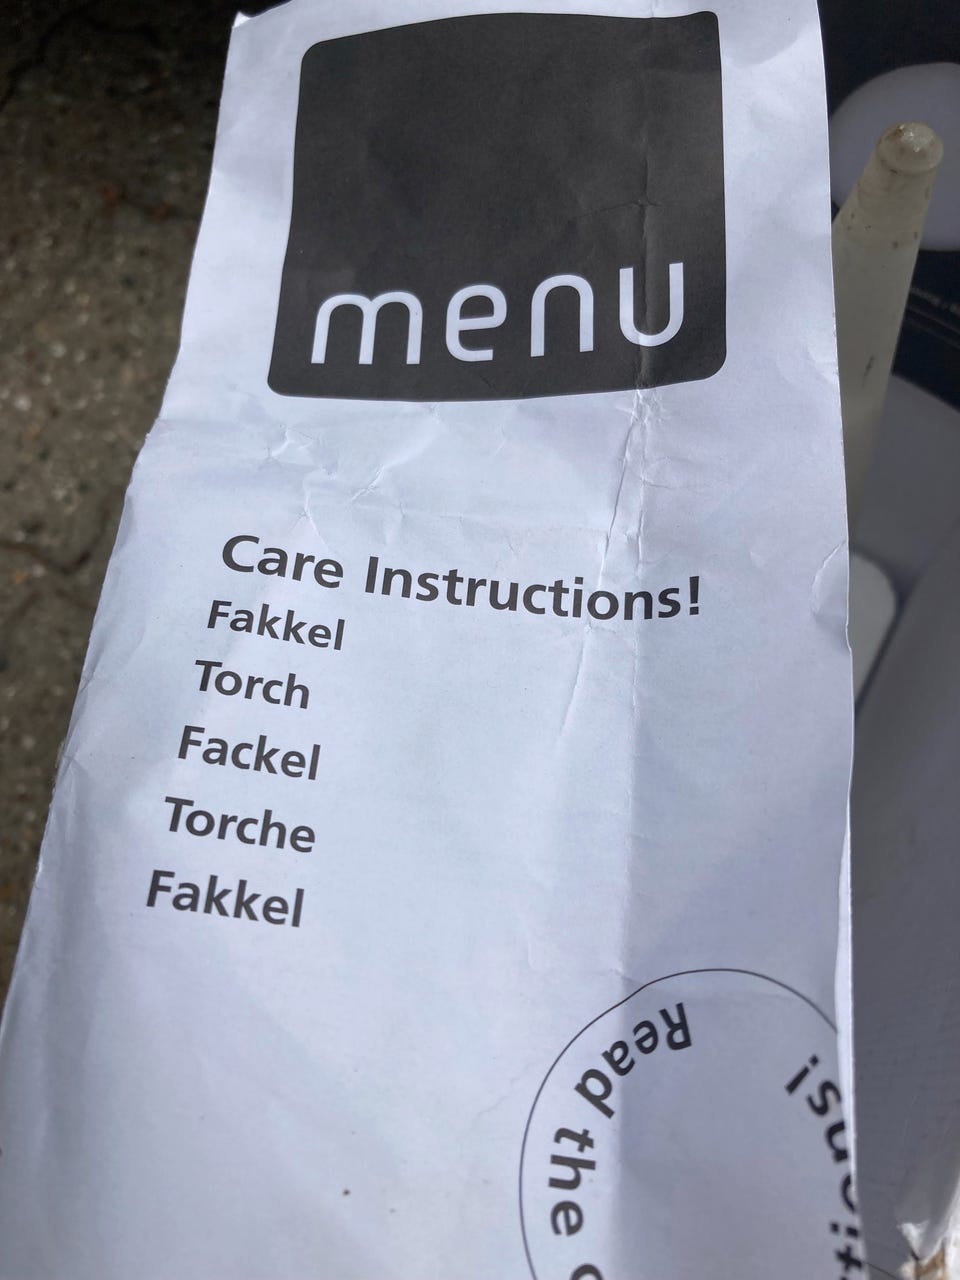 menu
Care Instructions!
Fakkel
Torch
Fackel
Torche
Fakkel
Read the